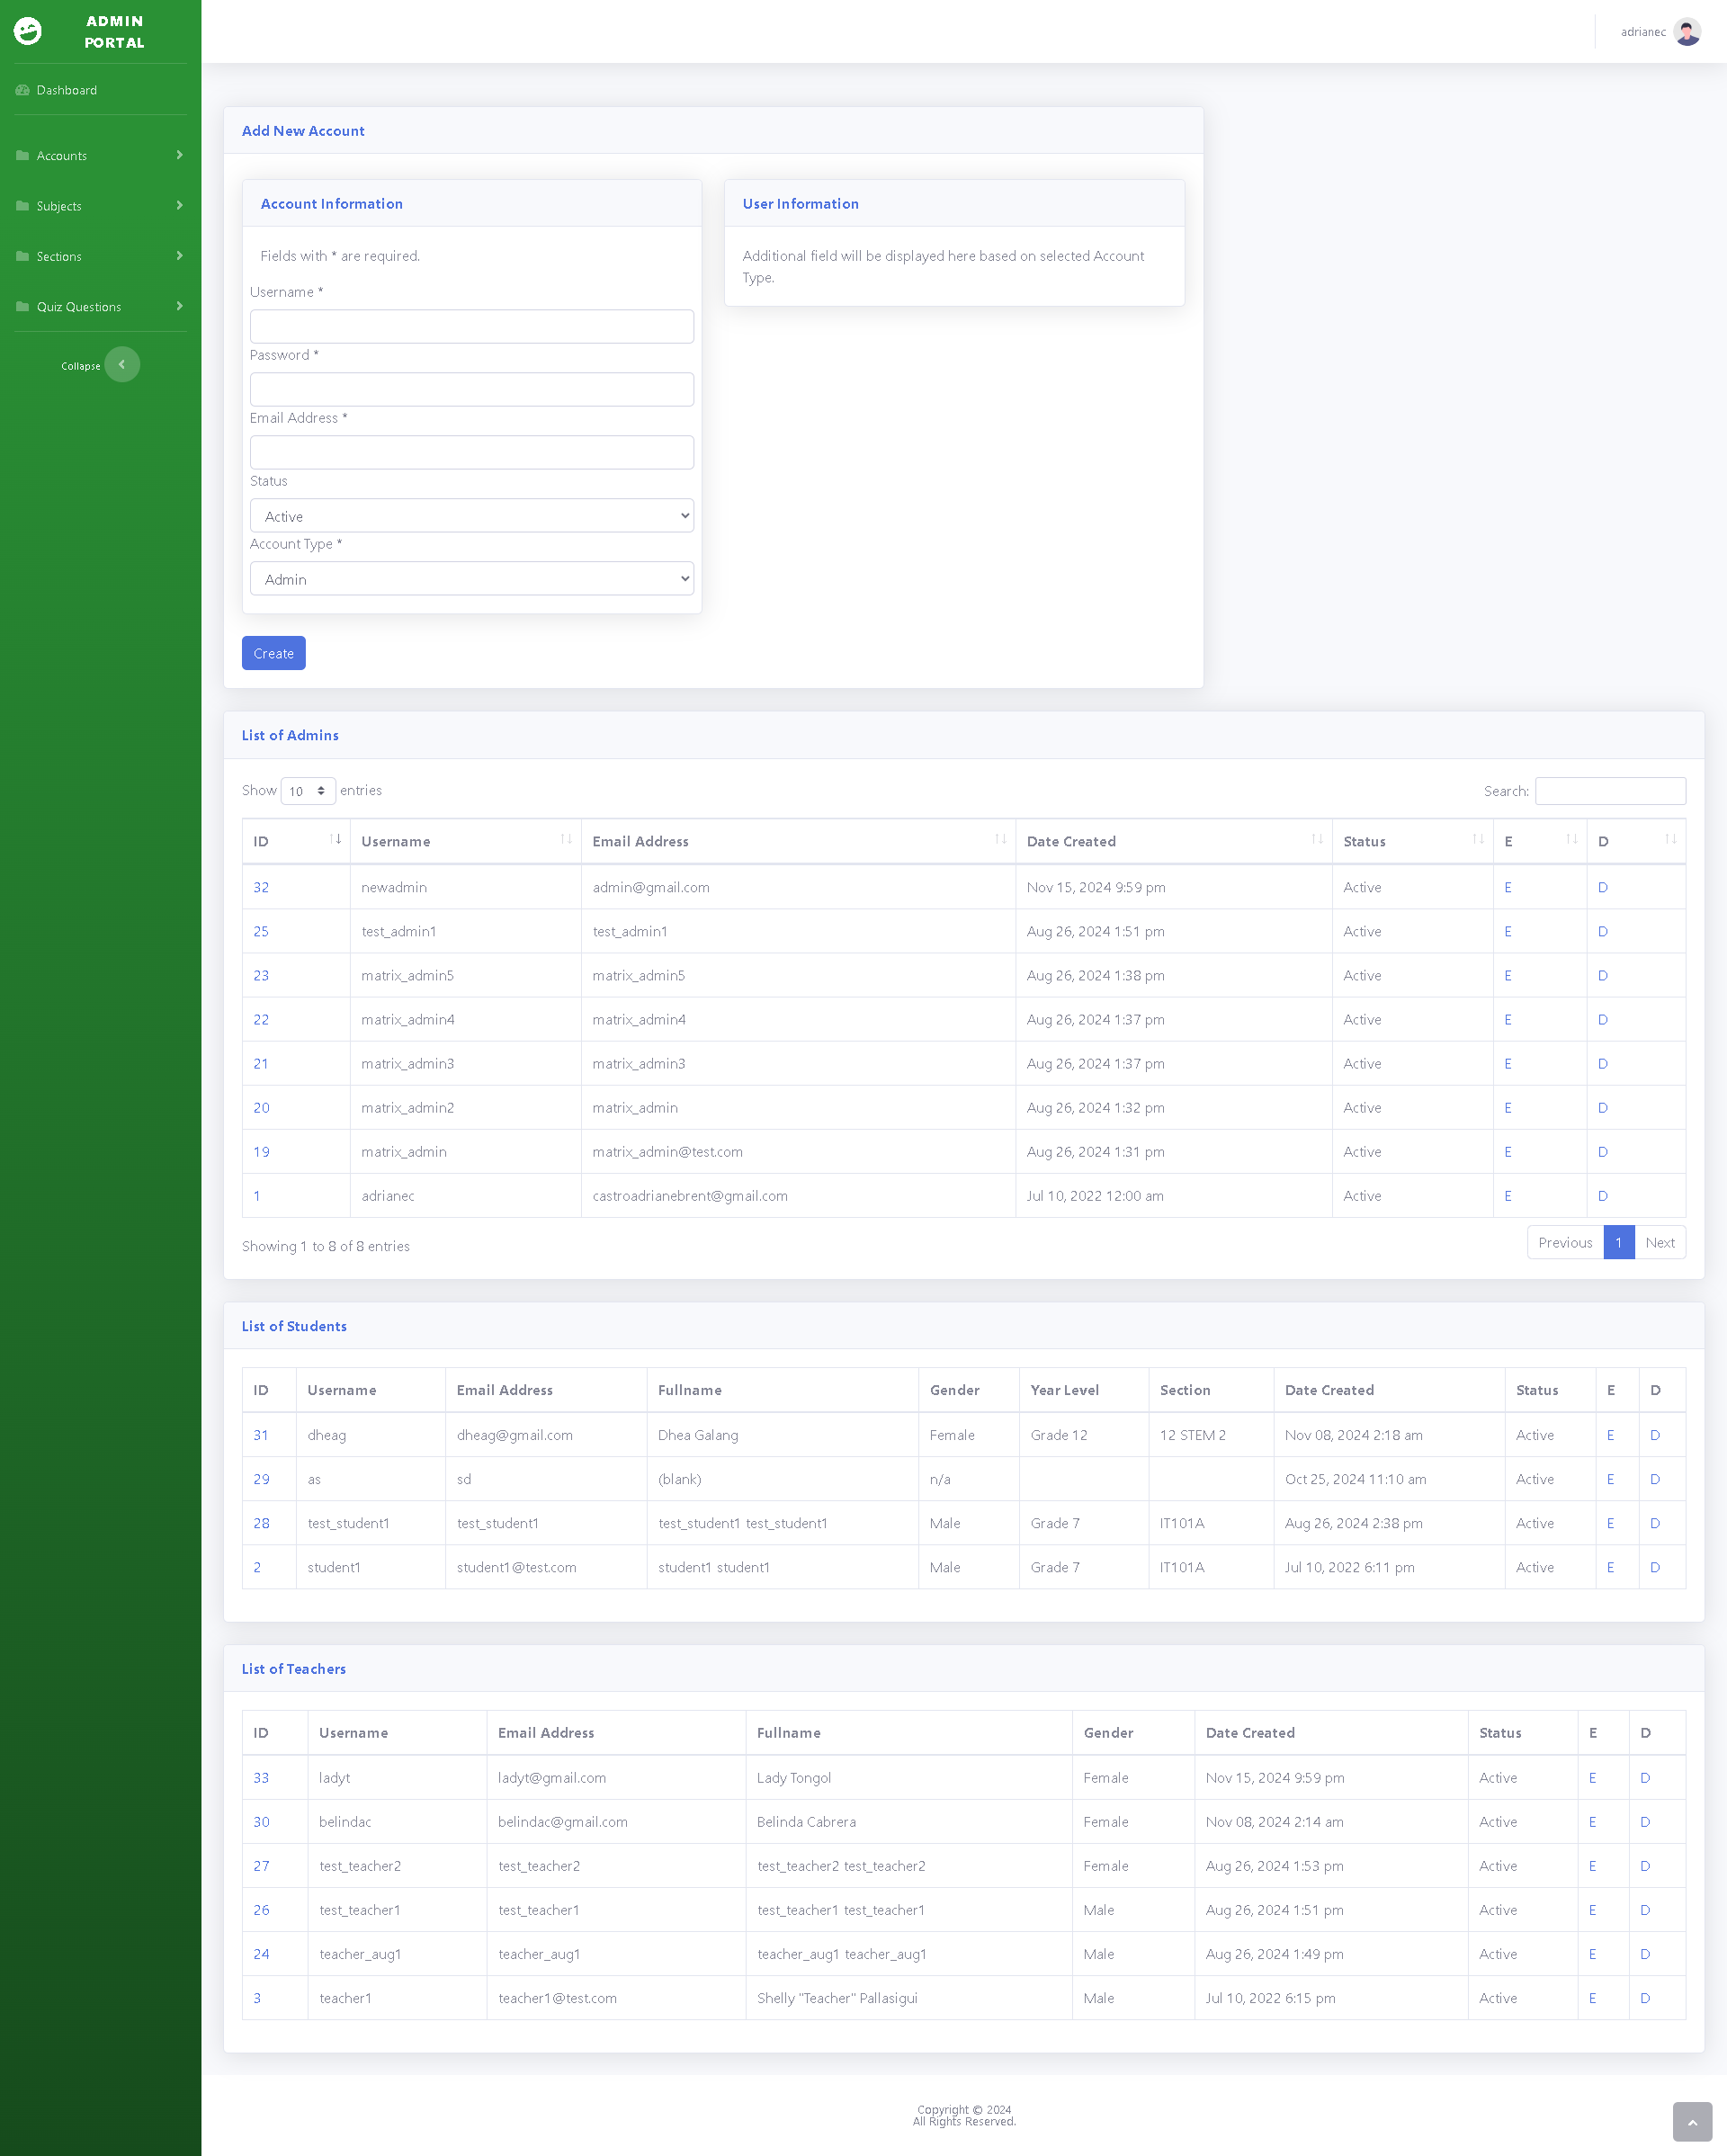 ADMIN
PORTAL
adrianec
Dashboard
Accounts
Subjects
Sections
Quiz Questions
Collapse
Add New Account
Account Information
Fields with * are required.
Username *
Password *
Email Address *
Status
Active
Account Type *
Admin
User Information
Additional field will be displayed here based on selected Account
Type.
Create
List of Admins
Show 10 entries Search:
ID Username Email Address Date Created Status E D
32 newadmin admin@gmail.com Nov 15, 2024 9:59 pm Active E D
25 test_admin1 test_admin1 Aug 26, 2024 1:51 pm Active E D
23 matrix_admin5 matrix_admin5 Aug 26, 2024 1:38 pm Active E D
22 matrix_admin4 matrix_admin4 Aug 26, 2024 1:37 pm Active E D
21 matrix_admin3 matrix_admin3 Aug 26, 2024 1:37 pm Active E D
20 matrix_admin2 matrix_admin Aug 26, 2024 1:32 pm Active E D
19 matrix_admin matrix_admin@test.com Aug 26, 2024 1:31 pm Active E D
1 adrianec castroadrianebrent@gmail.com Jul 10, 2022 12:00 am Active E D
Showing 1 to 8 of 8 entries Previous 1 Next
List of Students
ID Username Email Address Fullname Gender Year Level Section Date Created Status E D
31 dheag dheag@gmail.com Dhea Galang Female Grade 12 12 STEM 2 Nov 08, 2024 2:18 am Active E D
29 as sd (blank) n/a Oct 25, 2024 11:10 am Active E D
28 test_student1 test_student1 test_student1 test_student1 Male Grade 7 IT101A Aug 26, 2024 2:38 pm Active E D
2 student1 student1@test.com student1 student1 Male Grade 7 IT101A Jul 10, 2022 6:11 pm Active E D
List of Teachers
ID Username Email Address Fullname Gender Date Created Status E D
33 ladyt ladyt@gmail.com Lady Tongol Female Nov 15, 2024 9:59 pm Active E D
30 belindac belindac@gmail.com Belinda Cabrera Female Nov 08, 2024 2:14 am Active E D
27 test_teacher2 test_teacher2 test_teacher2 test_teacher2 Female Aug 26, 2024 1:53 pm Active E D
26 test_teacher1 test_teacher1 test_teacher1 test_teacher1 Male Aug 26, 2024 1:51 pm Active E D
24 teacher_aug1 teacher_aug1 teacher_aug1 teacher_aug1 Male Aug 26, 2024 1:49 pm Active E D
3 teacher1 teacher1@test.com Shelly "Teacher" Pallasigui Male Jul 10, 2022 6:15 pm Active E D
Copyright © 2024
All Rights Reserved.